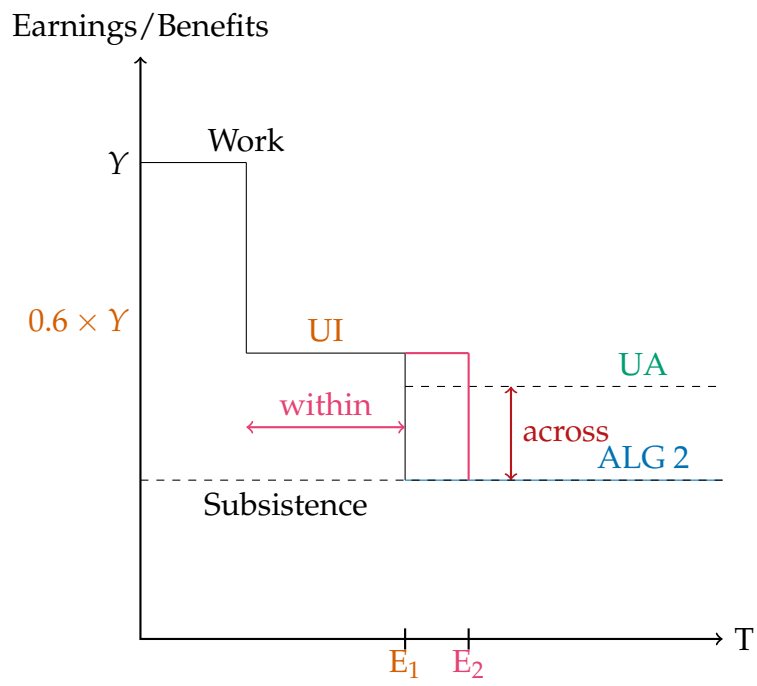 Earnings/Benefits
Work
Y
0.6 × Y
UI
UA
within
across
ALG 2
Subsistence
T
E₁
E₂